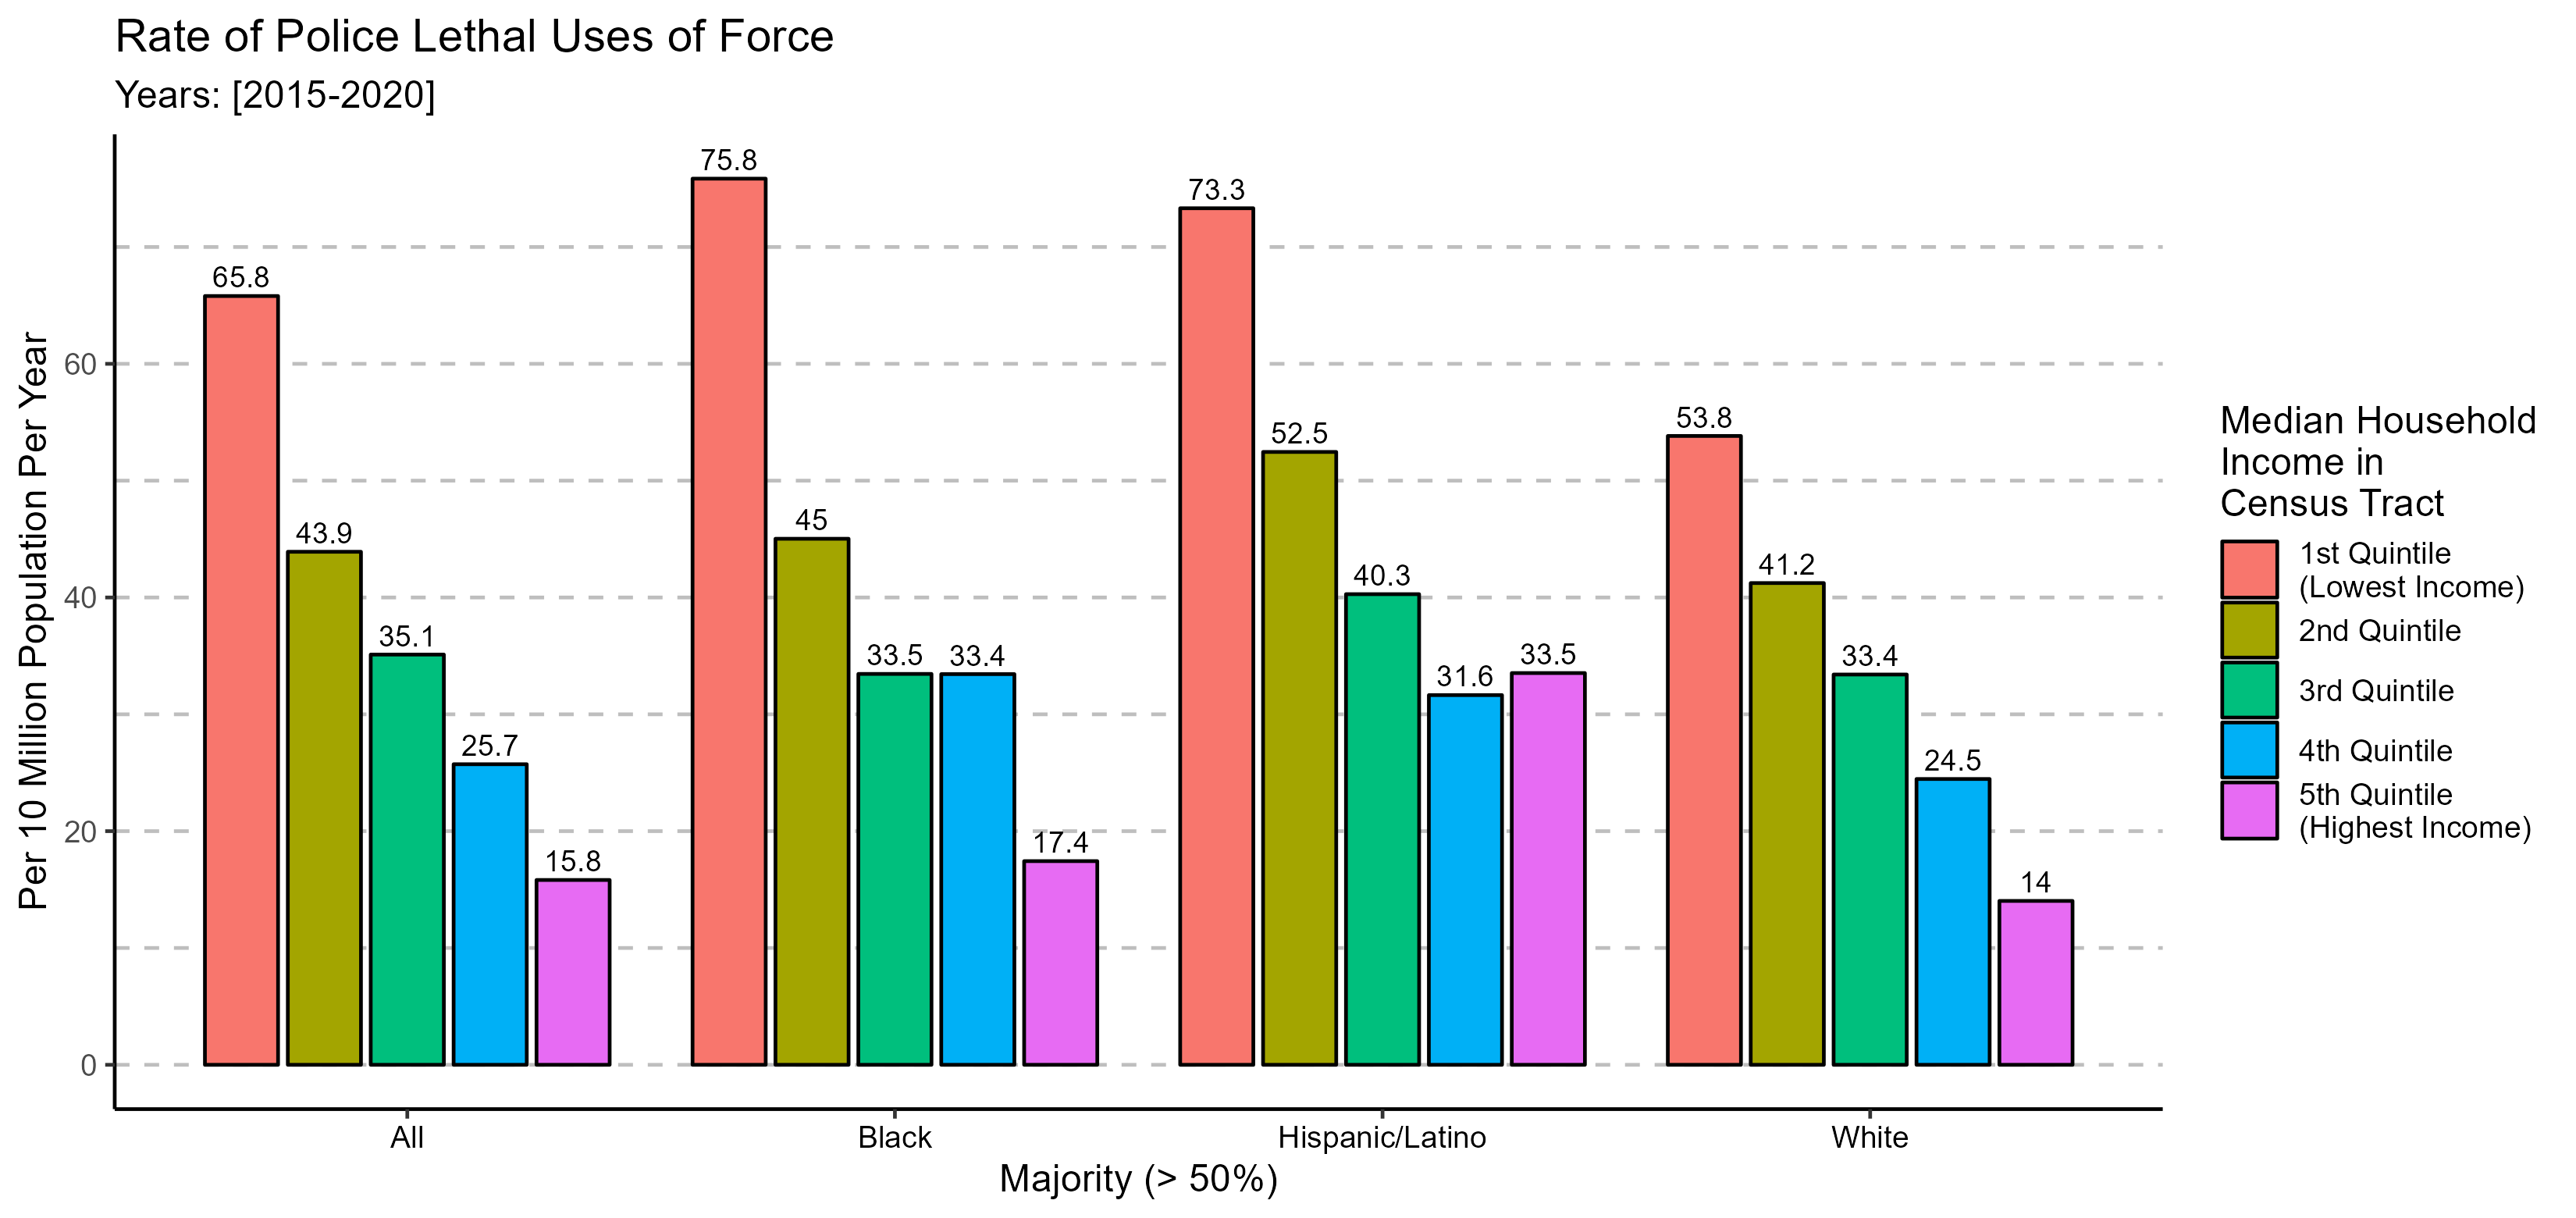 Rate of Police Lethal Uses of Force
Years: [2015-2020]
Per 10 Million Population Per Year
60
40
20
0
65.8
43.9
35.1
25.7
15.8
75.8
45
33.5
33.4
17.4
73.3
52.5
40.3
31.6
33.5
53.8
41.2
33.4
24.5
14
All
Black
Hispanic/Latino
White
Majority (> 50%)
Median Household
Income in
Census Tract
1st Quintile
(Lowest Income)
2nd Quintile
3rd Quintile
4th Quintile
5th Quintile
(Highest Income)